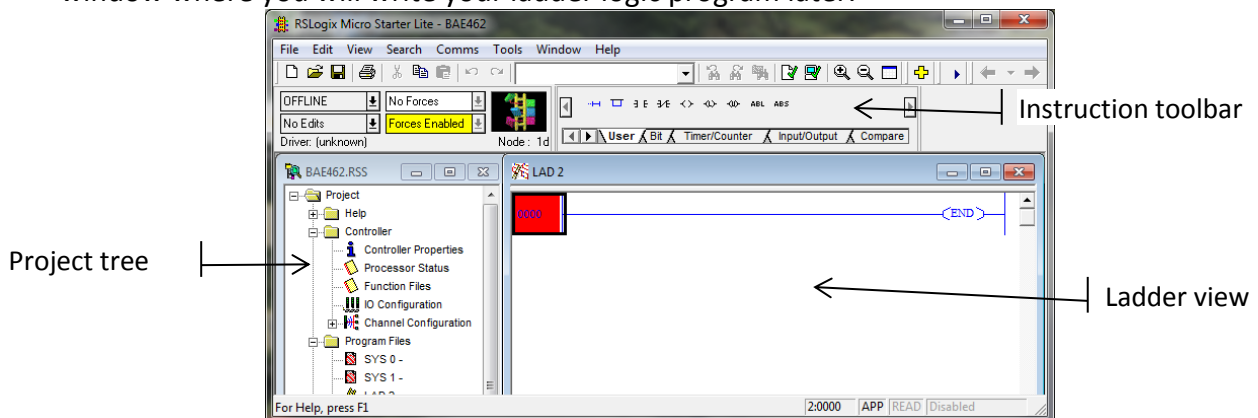 window where you will write your ladder logic program later.
RSLogix Micro Starter Lite - BAE462
File Edit View Search Comms Tools Window Help
OFFLINE No Forces
No Edits Forces Enabled
Driver: (unknown) Node : 1d
ABL ABS
User Bit Timer/Counter Input/Output Compare
Instruction toolbar
BAE462.RSS
Project
Help
Controller
Controller Properties
Processor Status
Function Files
IO Configuration
Channel Configuration
Program Files
SYS 0 -
SYS 1 -
LAD 2
Project tree
LAD 2
0000
END
Ladder view
For Help, press F1
2:0000 APP READ Disabled